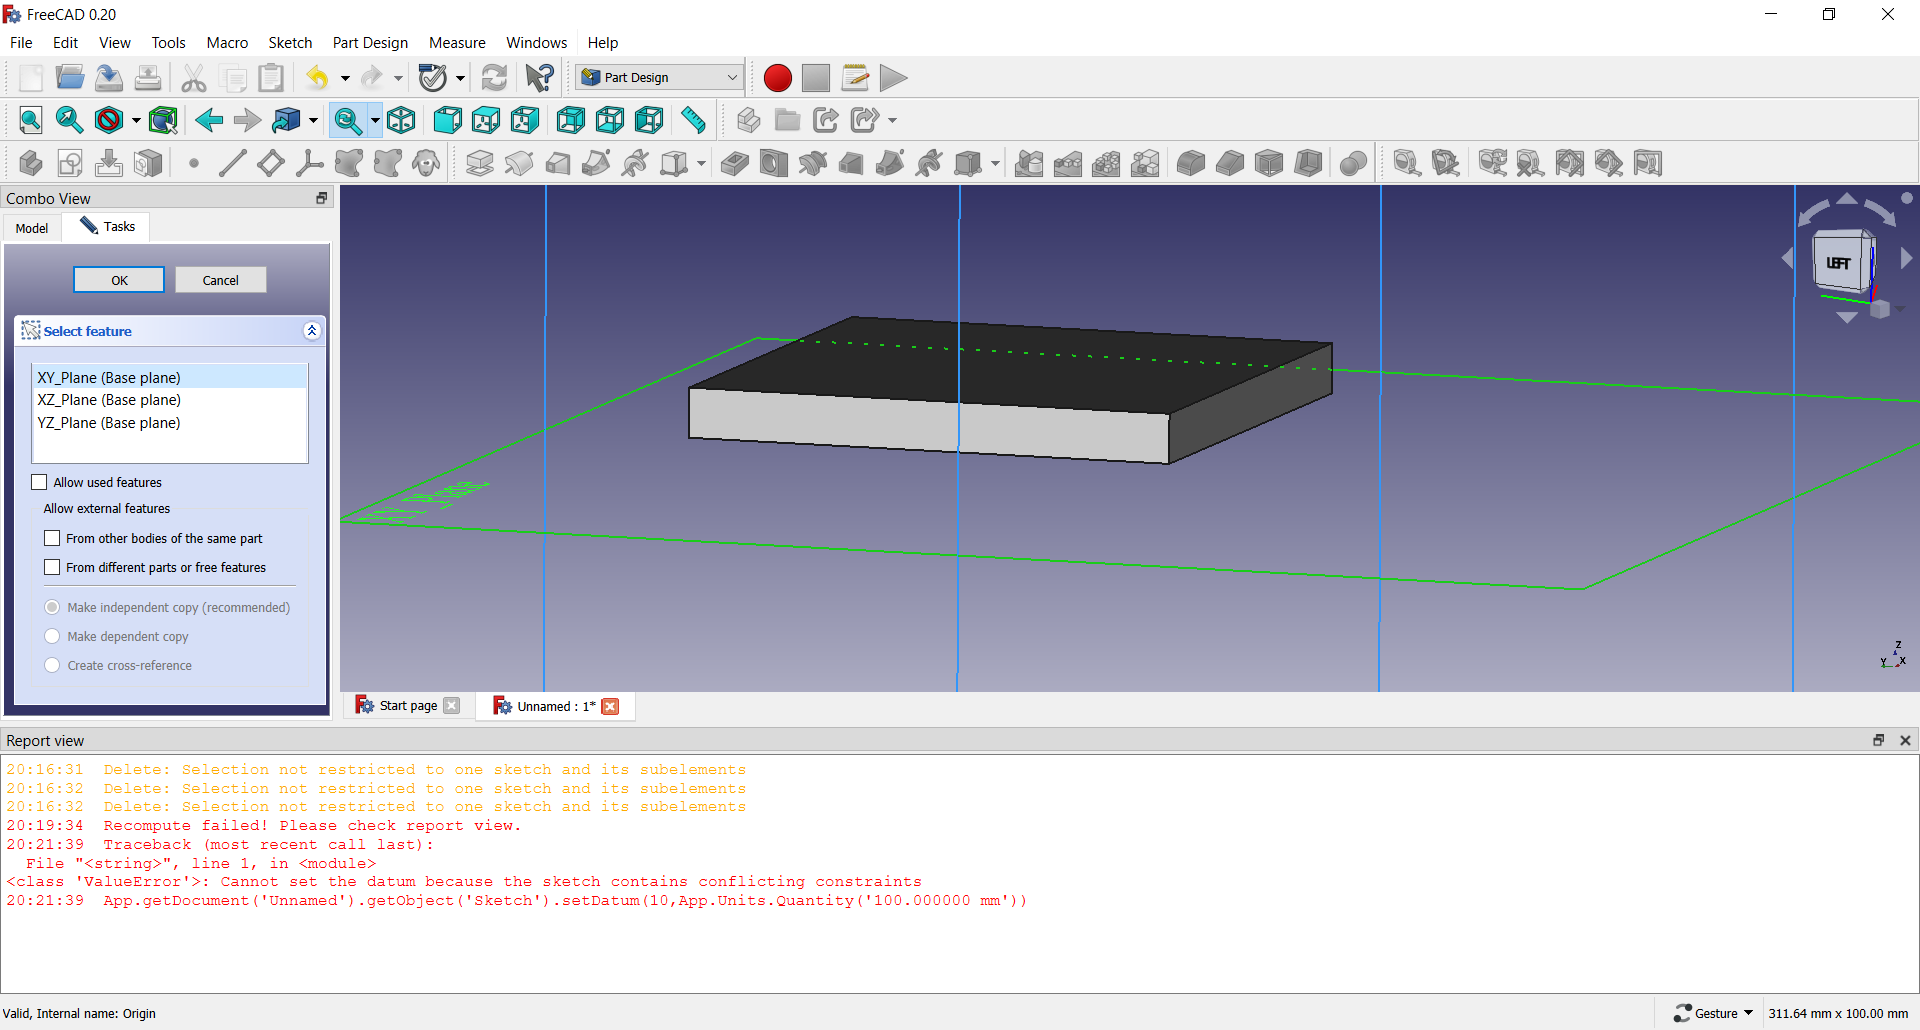 FreeCAD 0.20
File Edit View Tools Macro Sketch Part Design Measure Windows Help
Part Design
Combo View
Model Tasks
OK Cancel
Select feature
XY_Plane (Base plane)
XZ_Plane (Base plane)
YZ_Plane (Base plane)
Allow used features
Allow external features
From other bodies of the same part
From different parts or free features
Make independent copy (recommended)
Make dependent copy
Create cross-reference
LEFT
Z
Y X
Start page Unnamed : 1*
Report view
20:16:31 Delete: Selection not restricted to one sketch and its subelements
20:16:32 Delete: Selection not restricted to one sketch and its subelements
20:16:32 Delete: Selection not restricted to one sketch and its subelements
20:19:34 Recompute failed! Please check report view.
20:21:39 Traceback (most recent call last):
File "<string>", line 1, in <module>
<class 'ValueError'>: Cannot set the datum because the sketch contains conflicting constraints
20:21:39 App.getDocument('Unnamed').getObject('Sketch').setDatum(10,App.Units.Quantity('100.000000 mm'))
Valid, Internal name: Origin
Gesture 311.64 mm x 100.00 mm